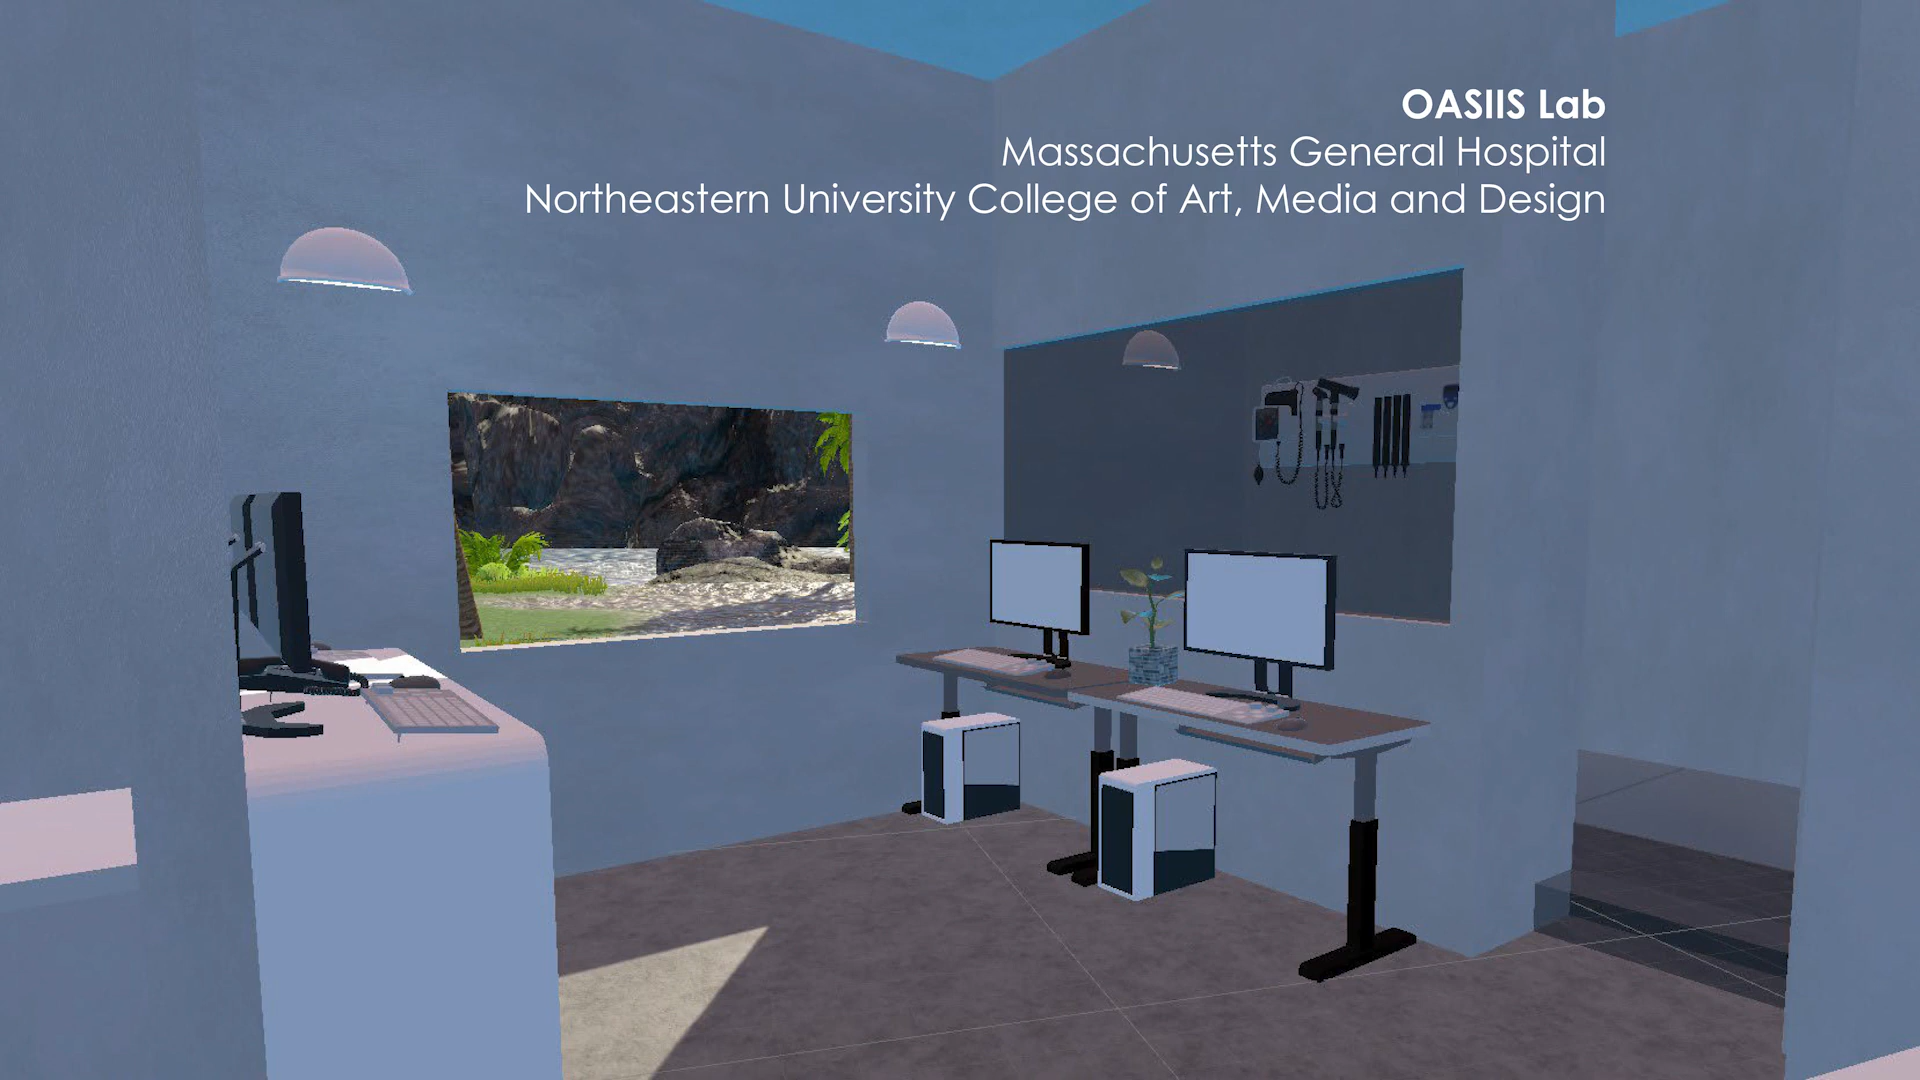 OASIIS Lab
Massachusetts General Hospital
Northeastern University College of Art, Media and Design